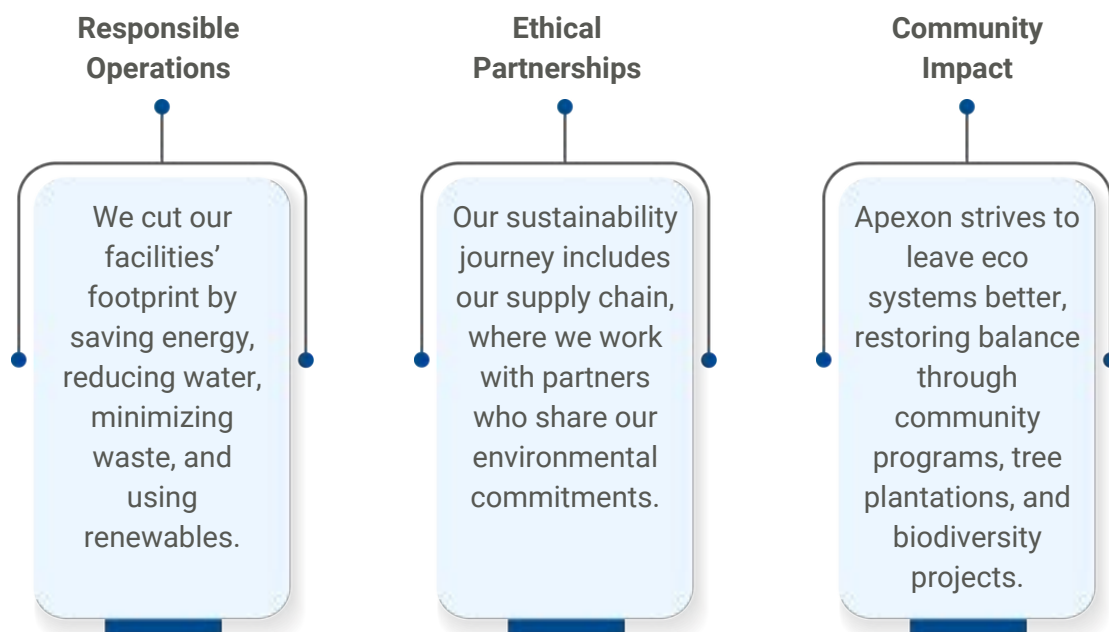 Responsible
Operations
We cut our
facilities’
footprint by
saving energy,
reducing water,
minimizing
waste, and
using
renewables.
Ethical
Partnerships
Our sustainability
journey includes
our supply chain,
where we work
with partners
who share our
environmental
commitments.
Community
Impact
Apexon strives to
leave eco
systems better,
restoring balance
through
community
programs, tree
plantations, and
biodiversity
projects.